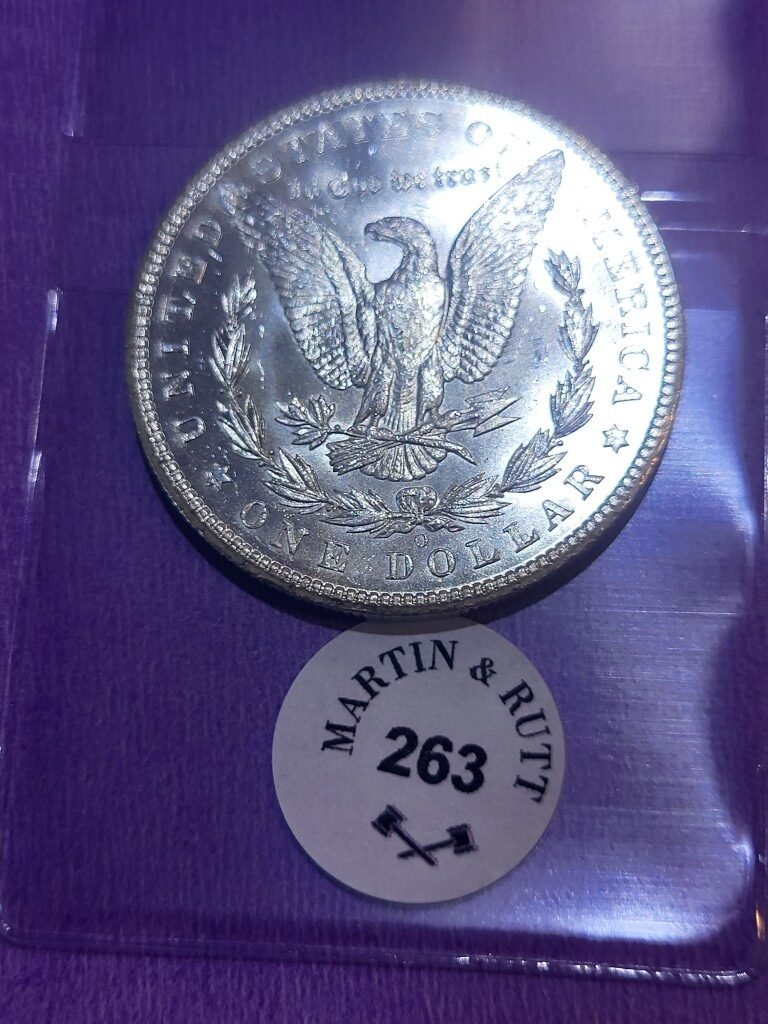 UNITED STATES OF AMERICA
In God we trust
ONE DOLLAR
O
MARTIN & RUTT
263